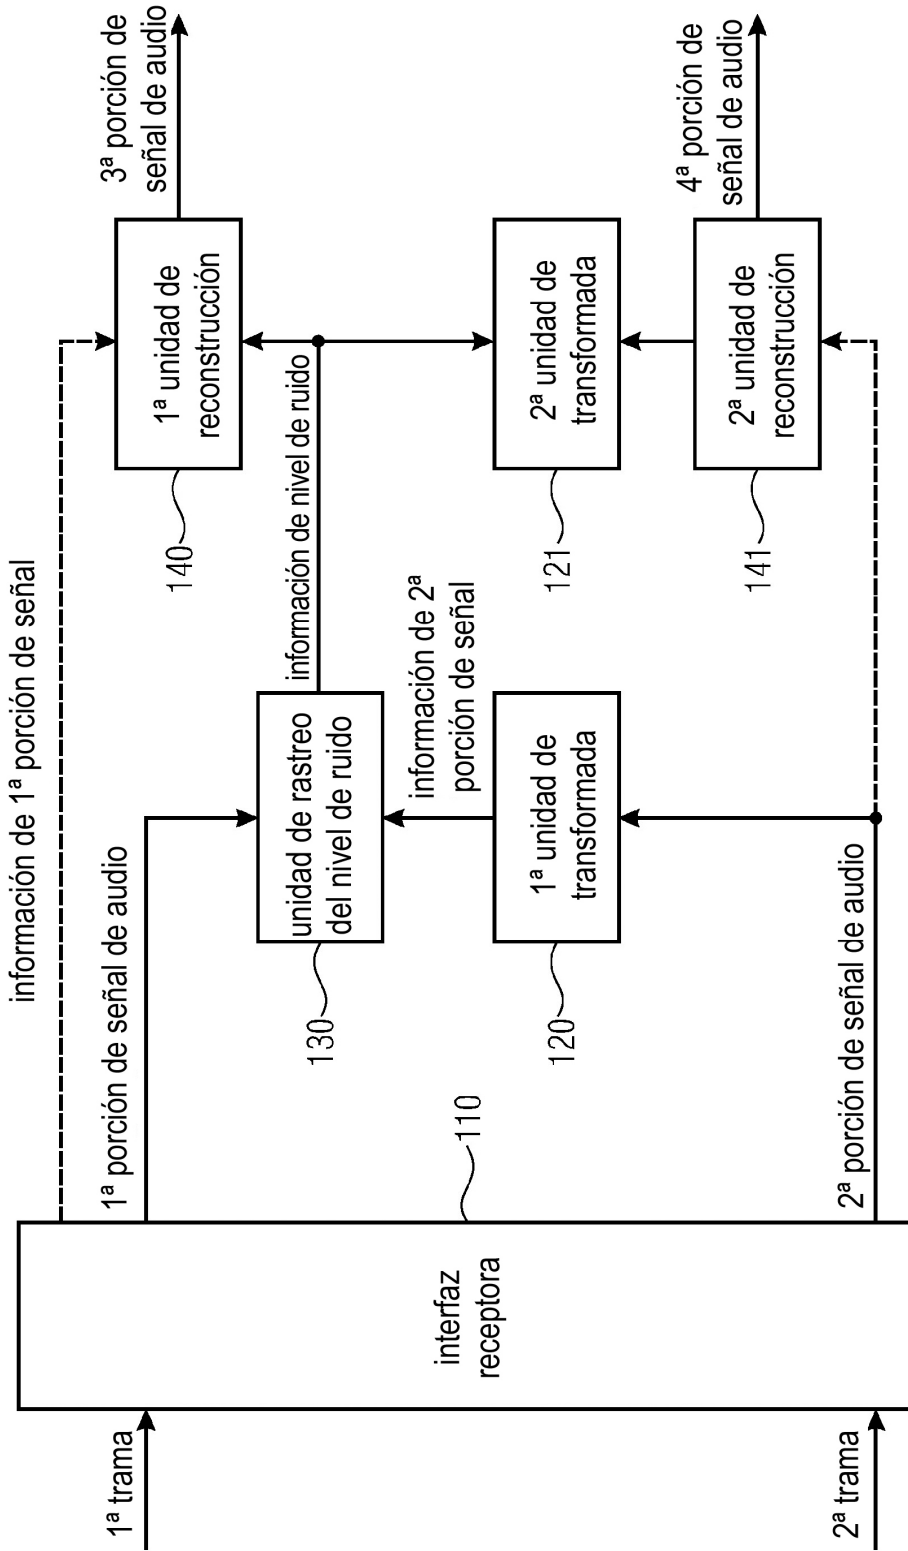 1ª trama
2ª trama
interfaz
receptora
110
información de 1ª porción de señal
1ª porción de señal de audio
2ª porción de señal de audio
unidad de rastreo
del nivel de ruido
130
información de 2ª
porción de señal
1ª unidad de
transformada
120
información de nivel de ruido
1ª unidad de
reconstrucción
140
2ª unidad de
transformada
121
2ª unidad de
reconstrucción
141
3ª porción de
señal de audio
4ª porción de
señal de audio